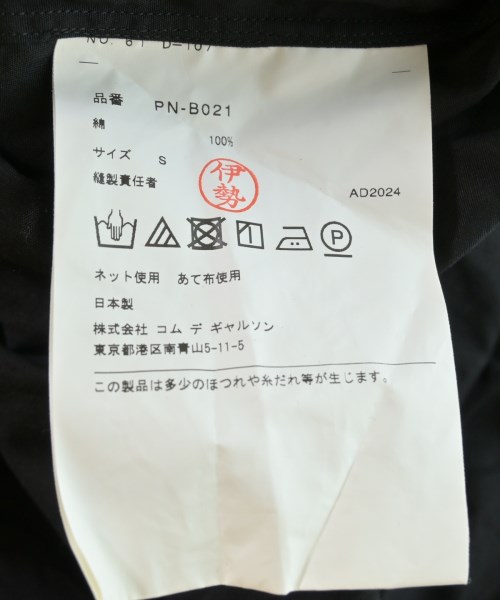 品番 PN-B021
綿
100%
サイズ S
縫製責任者 伊勢 AD2024
P
ネット使用 あて布使用
日本製
株式会社 コム デ ギャルソン
東京都港区南青山5-11-5
この製品は多少のほつれや糸だれ等が生じます。